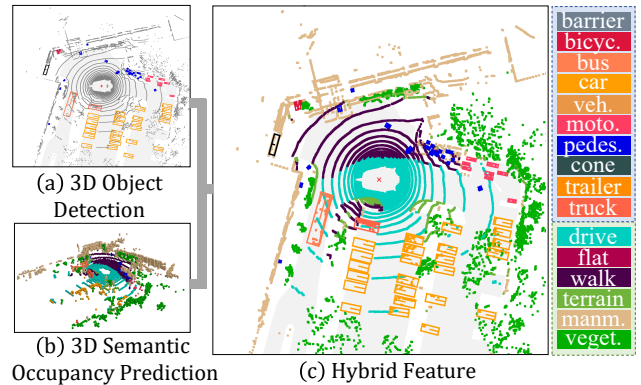 (a) 3D Object
Detection
(b) 3D Semantic
Occupancy Prediction
(c) Hybrid Feature
barrier
bicyc.
bus
car
veh.
moto.
pedes.
cone
trailer
truck
drive
flat
walk
terrain
manm.
veget.